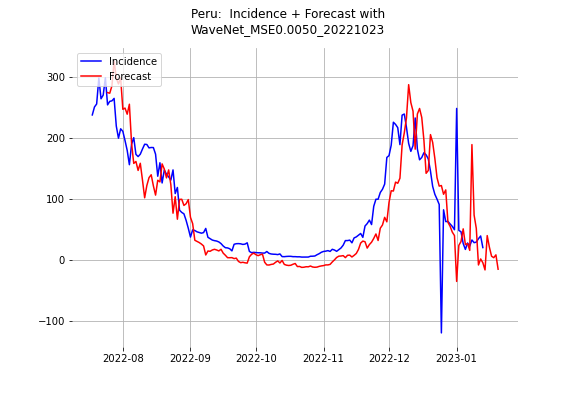 Peru:  Incidence + Forecast with
WaveNet_MSE0.0050_20221023
Incidence
Forecast
300
200
100
0
−100
2022-08
2022-09
2022-10
2022-11
2022-12
2023-01